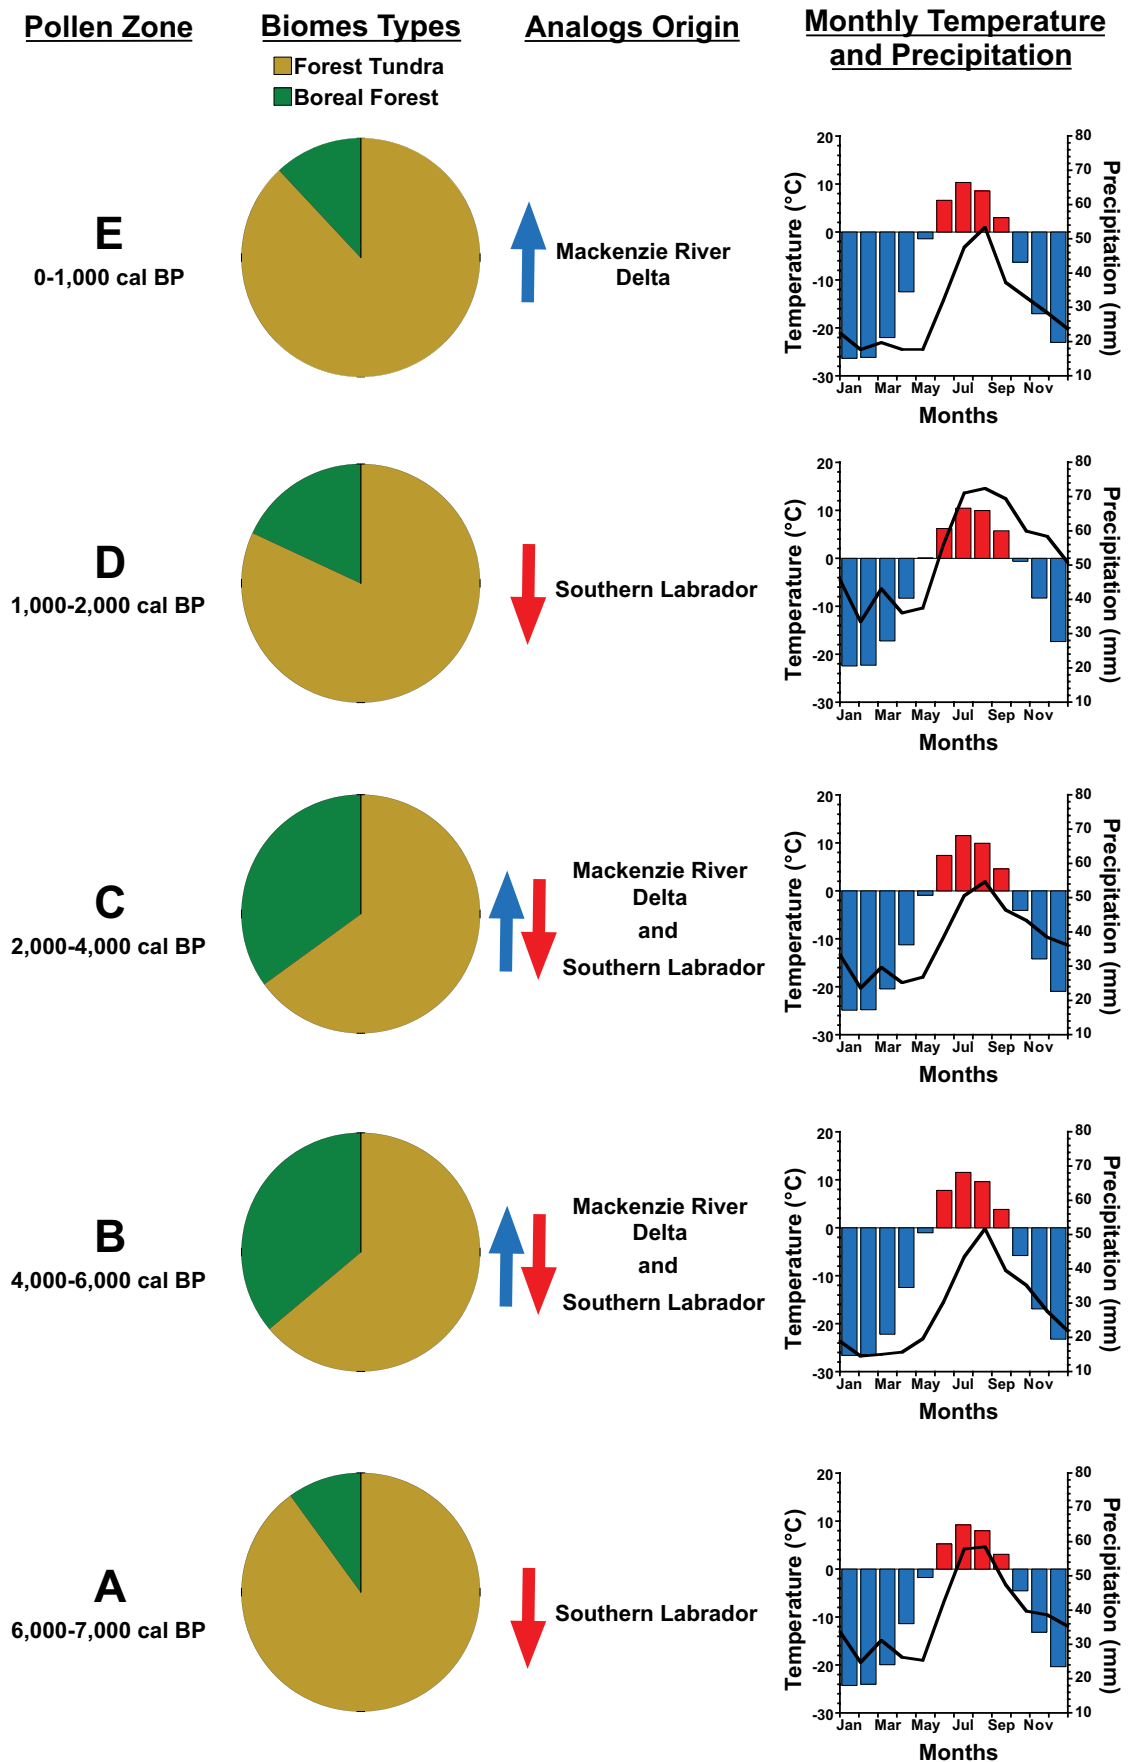 Pollen Zone
Biomes Types
Analogs Origin
Monthly Temperature
and Precipitation
Forest Tundra
Boreal Forest
E
0-1,000 cal BP
Mackenzie River
Delta
Temperature (°C)
20
10
0
-10
-20
-30
Precipitation (mm)
80
70
60
50
40
30
20
10
Jan Mar May Jul Sep Nov
Months
D
1,000-2,000 cal BP
Southern Labrador
Temperature (°C)
20
10
0
-10
-20
-30
Precipitation (mm)
80
70
60
50
40
30
20
10
Jan Mar May Jul Sep Nov
Months
C
2,000-4,000 cal BP
Mackenzie River
Delta
and
Southern Labrador
Temperature (°C)
20
10
0
-10
-20
-30
Precipitation (mm)
80
70
60
50
40
30
20
10
Jan Mar May Jul Sep Nov
Months
B
4,000-6,000 cal BP
Mackenzie River
Delta
and
Southern Labrador
Temperature (°C)
20
10
0
-10
-20
-30
Precipitation (mm)
80
70
60
50
40
30
20
10
Jan Mar May Jul Sep Nov
Months
A
6,000-7,000 cal BP
Southern Labrador
Temperature (°C)
20
10
0
-10
-20
-30
Precipitation (mm)
80
70
60
50
40
30
20
10
Jan Mar May Jul Sep Nov
Months